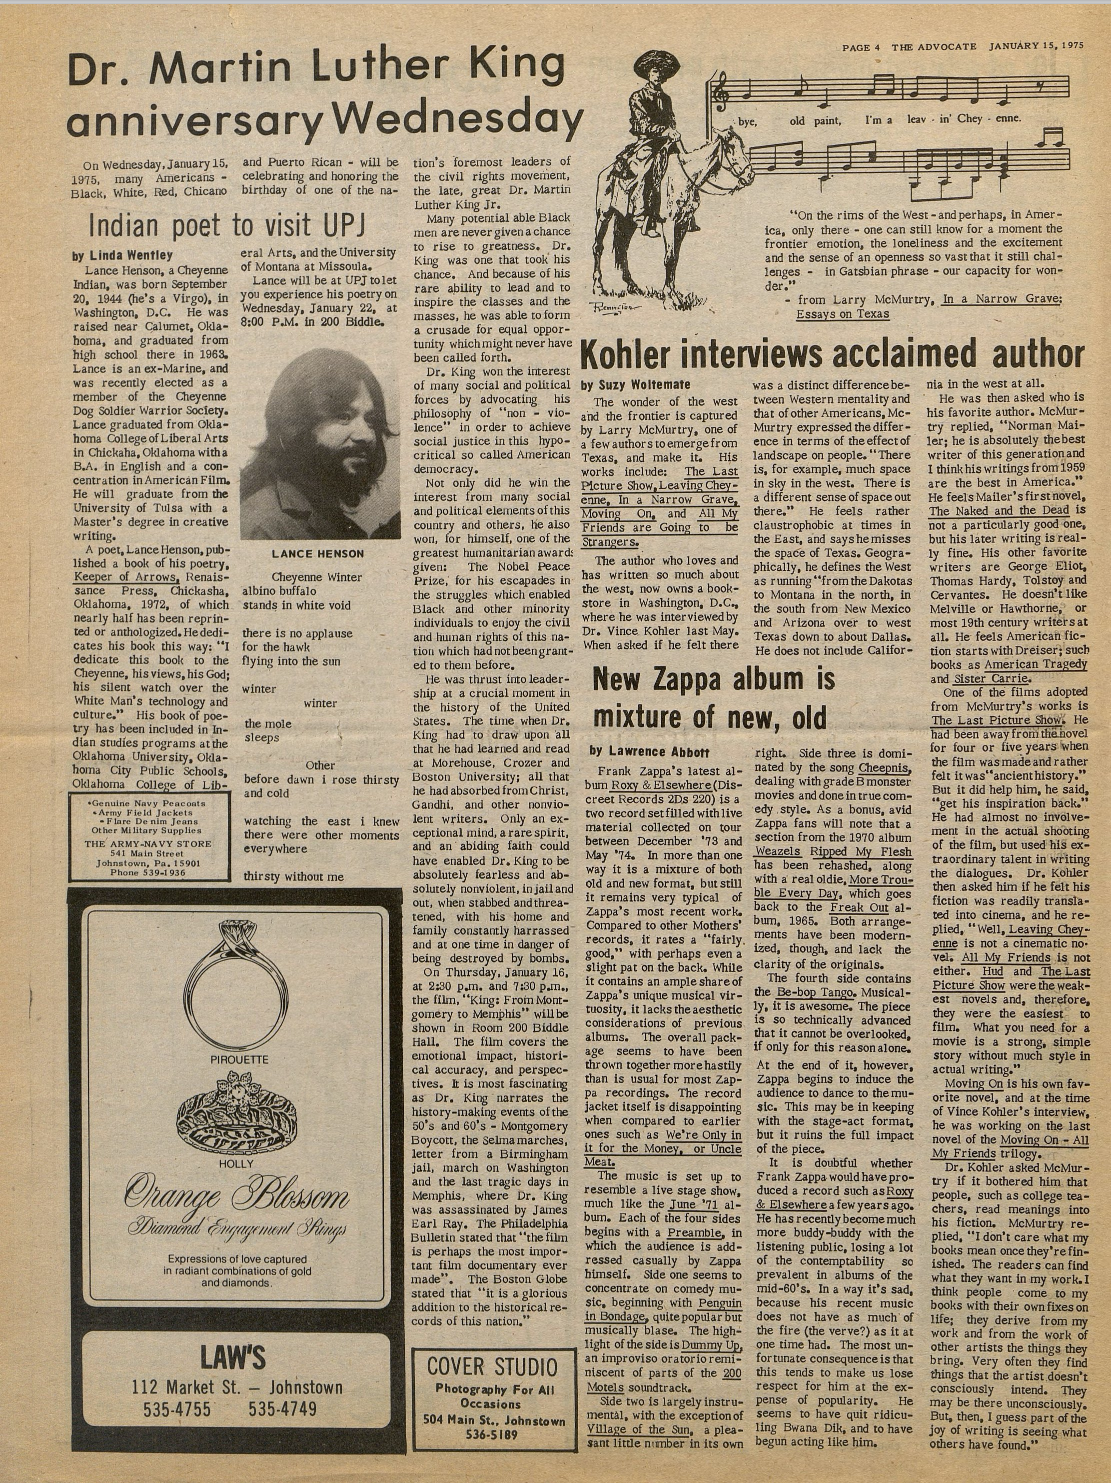 PAGE 4 THE ADVOCATE JANUARY 15, 1975
Dr. Martin Luther King
anniversary Wednesday
On Wednesday, January 15,
1975, many Americans -
Black, White, Red, Chicano
and Puerto Rican - will be
celebrating and honoring the
birthday of one of the na-
tion's foremost leaders of
the civil rights movement,
the late, great Dr. Martin
Luther King Jr.
Many potential able Black
men are never given a chance
to rise to greatness. Dr.
King was one that took his
chance. And because of his
rare ability to lead and to
inspire the classes and the
masses, he was able to form
a crusade for equal oppor-
tunity which might never have
been called forth.
Dr. King won the interest
of many social and political
forces by advocating his
philosophy of "non - vio-
lence" in order to achieve
social justice in this hypo-
critical so called American
democracy.
Not only did he win the
interest from many social
and political elements of this
country and others, he also
won, for himself, one of the
greatest humanitarian awards
given: The Nobel Peace
Prize, for his escapades in
the struggles which enabled
Black and other minority
individuals to enjoy the civil
and human rights of this na-
tion which had not been grant-
ed to them before.
He was thrust into leader-
ship at a crucial moment in
the history of the United
States. The time when Dr.
King had to draw upon all
that he had learned and read
at Morehouse, Crozer and
Boston University; all that
he had absorbed from Christ,
Gandhi, and other nonvio-
lent writers. Only an ex-
ceptional mind, a rare spirit,
and an abiding faith could
have enabled Dr. King to be
absolutely fearless and ab-
solutely nonviolent, in jail and
out, when stabbed and threa-
tened, with his home and
family constantly harrassed
and at one time in danger of
being destroyed by bombs.
On Thursday, January 16,
at 2:30 p.m. and 7:30 p.m.,
the film, "King: From Mont-
gomery to Memphis" will be
shown in Room 200 Biddle
Hall. The film covers the
emotional impact, histori-
cal accuracy, and perspec-
tives. It is most fascinating
as Dr. King narrates the
history-making events of the
50's and 60's - Montgomery
Boycott, the Selma marches,
letter from a Birmingham
jail, march on Washington
and the last tragic days in
Memphis, where Dr. King
was assassinated by James
Earl Ray. The Philadelphia
Bulletin stated that "the film
is perhaps the most impor-
tant film documentary ever
made". The Boston Globe
stated that "it is a glorious
addition to the historical re-
cords of this nation."
Indian poet to visit UPJ
by Linda Wentley
Lance Henson, a Cheyenne
Indian, was born September
20, 1944 (he's a Virgo), in
Washington, D.C. He was
raised near Calumet, Okla-
homa, and graduated from
high school there in 1963.
Lance is an ex-Marine, and
was recently elected as a
member of the Cheyenne
Dog Soldier Warrior Society.
Lance graduated from Okla-
homa College of Liberal Arts
in Chickaha, Oklahoma with a
B.A. in English and a con-
centration in American Film.
He will graduate from the
University of Tulsa with a
Master's degree in creative
writing.
A poet, Lance Henson, pub-
lished a book of his poetry,
Keeper of Arrows, Renais-
sance Press, Chickasha,
Oklahoma, 1972, of which
nearly half has been reprin-
ted or anthologized. He dedi-
cates his book this way: "I
dedicate this book to the
Cheyenne, his views, his God;
his silent watch over the
White Man's technology and
culture." His book of poe-
try has been included in In-
dian studies programs at the
Oklahoma University, Okla-
homa City Public Schools,
Oklahoma College of Lib-
eral Arts, and the University
of Montana at Missoula.
Lance will be at UPJ to let
you experience his poetry on
Wednesday, January 22, at
8:00 P.M. in 200 Biddle.
LANCE HENSON
Cheyenne Winter
albino buffalo
stands in white void
there is no applause
for the hawk
flying into the sun
winter
winter
the mole
sleeps
Other
before dawn i rose thirsty
and cold
watching the east i knew
there were other moments
everywhere
thirsty without me
*Genuine Navy Peacoats
*Army Field Jackets
*Flare Denim Jeans
Other Military Supplies
THE ARMY-NAVY STORE
541 Main Street
Johnstown, Pa. 15901
Phone 539-1936
PIROUETTE
HOLLY
Orange Blossom
Diamond Engagement Rings
Expressions of love captured
in radiant combinations of gold
and diamonds.
LAW'S
112 Market St. — Johnstown
535-4755 535-4749
COVER STUDIO
Photography For All
Occasions
504 Main St., Johnstown
536-5189
bye, old paint, I'm a leav - in' Chey - enne.
Remington
"On the rims of the West - and perhaps, in Amer-
ica, only there - one can still know for a moment the
frontier emotion, the loneliness and the excitement
and the sense of an openness so vast that it still chal-
lenges - in Gatsbian phrase - our capacity for won-
der."
- from Larry McMurtry, In a Narrow Grave;
Essays on Texas
Kohler interviews acclaimed author
by Suzy Woltemate
The wonder of the west
and the frontier is captured
by Larry McMurtry, one of
a few authors to emerge from
Texas, and make it. His
works include: The Last
Picture Show, Leaving Chey-
enne, In a Narrow Grave,
Moving On, and All My
Friends are Going to be
Strangers.
The author who loves and
has written so much about
the west, now owns a book-
store in Washington, D.C.,
where he was interviewed by
Dr. Vince Kohler last May.
When asked if he felt there
was a distinct difference be-
tween Western mentality and
that of other Americans, Mc-
Murtry expressed the differ-
ence in terms of the effect of
landscape on people. "There
is, for example, much space
in sky in the west. There is
a different sense of space out
there." He feels rather
claustrophobic at times in
the East, and says he misses
the space of Texas. Geogra-
phically, he defines the West
as running "from the Dakotas
to Montana in the north, in
the south from New Mexico
and Arizona over to west
Texas down to about Dallas.
He does not include Califor-
nia in the west at all.
He was then asked who is
his favorite author. McMur-
try replied, "Norman Mai-
ler; he is absolutely the best
writer of this generation and
I think his writings from 1959
are the best in America."
He feels Mailer's first novel,
The Naked and the Dead is
not a particularly good one,
but his later writing is real-
ly fine. His other favorite
writers are George Eliot,
Thomas Hardy, Tolstoy and
Cervantes. He doesn't like
Melville or Hawthorne, or
most 19th century writers at
all. He feels American fic-
tion starts with Dreiser; such
books as American Tragedy
and Sister Carrie.
One of the films adopted
from McMurtry's works is
The Last Picture Show. He
had been away from the novel
for four or five years when
the film was made and rather
felt it was "ancient history."
But it did help him, he said,
"get his inspiration back."
He had almost no involve-
ment in the actual shooting
of the film, but used his ex-
traordinary talent in writing
the dialogues. Dr. Kohler
then asked him if he felt his
fiction was readily transla-
ted into cinema, and he re-
plied, "Well, Leaving Chey-
enne is not a cinematic no-
vel. All My Friends is not
either. Hud and The Last
Picture Show were the weak-
est novels and, therefore,
they were the easiest to
film. What you need for a
movie is a strong, simple
story without much style in
actual writing."
Moving On is his own fav-
orite novel, and at the time
of Vince Kohler's interview,
he was working on the last
novel of the Moving On - All
My Friends trilogy.
Dr. Kohler asked McMur-
try if it bothered him that
people, such as college tea-
chers, read meanings into
his fiction. McMurtry re-
plied, "I don't care what my
books mean once they're fin-
ished. The readers can find
what they want in my work. I
think people come to my
books with their own fixes on
life; they derive from my
work and from the work of
other artists the things they
bring. Very often they find
things that the artist doesn't
consciously intend. They
may be there unconsciously.
But, then, I guess part of the
joy of writing is seeing what
others have found."
New Zappa album is
mixture of new, old
by Lawrence Abbott
Frank Zappa's latest al-
bum Roxy & Elsewhere (Dis-
creet Records 2Ds 220) is a
two record set filled with live
material collected on tour
between December '73 and
May '74. In more than one
way it is a mixture of both
old and new format, but still
it remains very typical of
Zappa's most recent work.
Compared to other Mothers'
records, it rates a "fairly
good," with perhaps even a
slight pat on the back. While
it contains an ample share of
Zappa's unique musical vir-
tuosity, it lacks the aesthetic
considerations of previous
albums. The overall pack-
age seems to have been
thrown together more hastily
than is usual for most Zap-
pa recordings. The record
jacket itself is disappointing
when compared to earlier
ones such as We're Only in
it for the Money, or Uncle
Meat.
The music is set up to
resemble a live stage show,
much like the June '71 al-
bum. Each of the four sides
begins with a Preamble, in
which the audience is add-
ressed casually by Zappa
himself. Side one seems to
concentrate on comedy mu-
sic, beginning with Penguin
in Bondage, quite popular but
musically blase. The high-
light of the side is Dummy Up,
an improviso oratorio remi-
niscent of parts of the 200
Motels soundtrack.
Side two is largely instru-
mental, with the exception of
Village of the Sun, a plea-
sant little number in its own
right. Side three is domi-
nated by the song Cheepnis,
dealing with grade B monster
movies and done in true com-
edy style. As a bonus, avid
Zappa fans will note that a
section from the 1970 album
Weazels Ripped My Flesh
has been rehashed, along
with a real oldie, More Trou-
ble Every Day, which goes
back to the Freak Out al-
bum, 1965. Both arrange-
ments have been modern-
ized, though, and lack the
clarity of the originals.
The fourth side contains
the Be-bop Tango. Musical-
ly, it is awesome. The piece
is so technically advanced
that it cannot be overlooked,
if only for this reason alone.
At the end of it, however,
Zappa begins to induce the
audience to dance to the mu-
sic. This may be in keeping
with the stage-act format,
but it ruins the full impact
of the piece.
It is doubtful whether
Frank Zappa would have pro-
duced a record such as Roxy
& Elsewhere a few years ago.
He has recently become much
more buddy-buddy with the
listening public, losing a lot
of the contemptability so
prevalent in albums of the
mid-60's. In a way it's sad,
because his recent music
does not have as much of
the fire (the verve?) as it at
one time had. The most un-
fortunate consequence is that
this tends to make us lose
respect for him at the ex-
pense of popularity. He
seems to have quit ridicu-
ling Bwana Dik, and to have
begun acting like him.